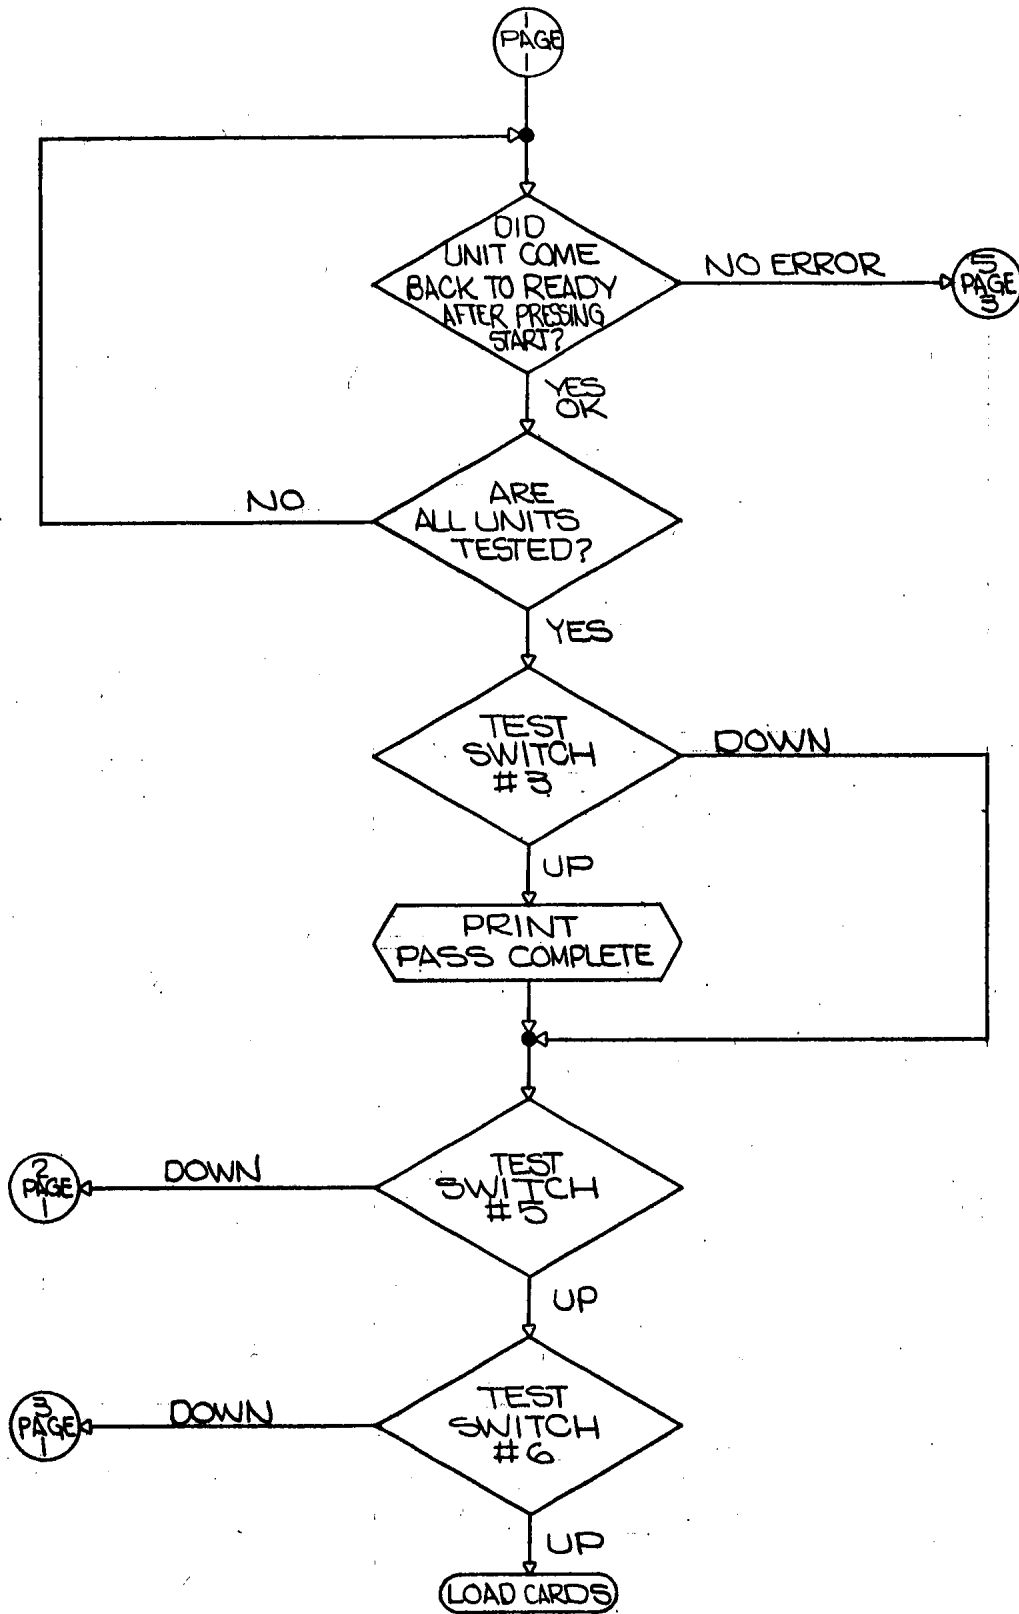 1
PAGE
1
DID
UNIT COME
BACK TO READY
AFTER PRESSING
START?
NO ERROR
5
PAGE
3
YES
OK
ARE
ALL UNITS
TESTED?
NO
YES
TEST
SWITCH
#3
DOWN
UP
PRINT
PASS COMPLETE
TEST
SWITCH
#5
DOWN
2
PAGE
1
UP
TEST
SWITCH
#6
DOWN
3
PAGE
1
UP
LOAD CARDS